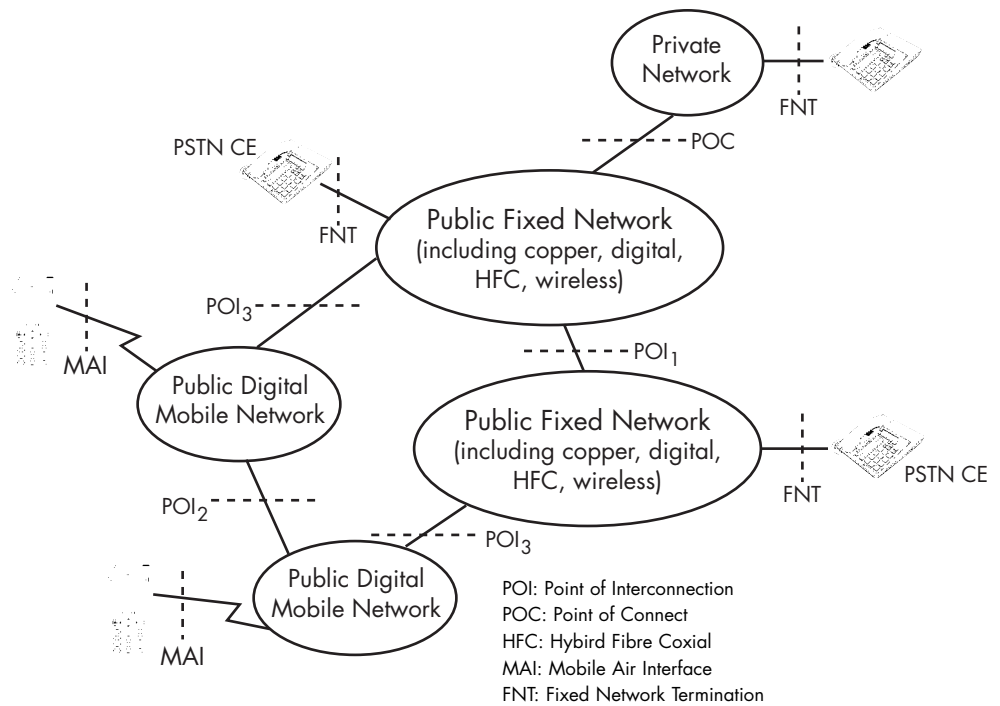 Private
Network
FNT
POC
PSTN CE
FNT
Public Fixed Network
(including copper, digital,
HFC, wireless)
POI3
MAI
POI1
Public Digital
Mobile Network
Public Fixed Network
(including copper, digital,
HFC, wireless)
FNT
PSTN CE
POI2
POI3
Public Digital
Mobile Network
MAI
POI: Point of Interconnection
POC: Point of Connect
HFC: Hybird Fibre Coxial
MAI: Mobile Air Interface
FNT: Fixed Network Termination